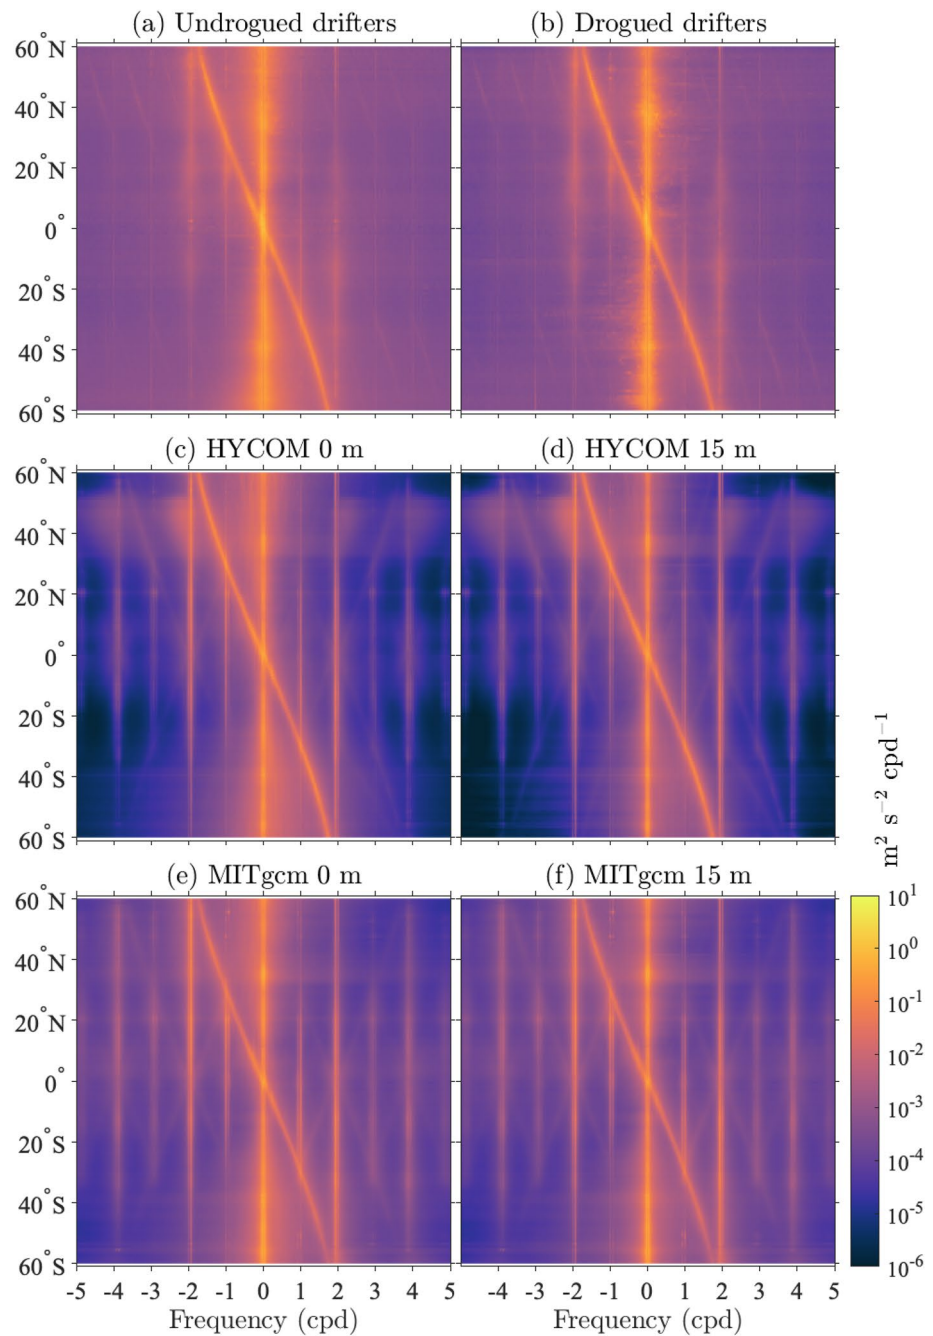 (a) Undrogued drifters
(b) Drogued drifters
60°N
40°N
20°N
0°
20°S
40°S
60°S
(c) HYCOM 0 m
(d) HYCOM 15 m
60°N
40°N
20°N
0°
20°S
40°S
60°S
m² s⁻² cpd⁻¹
(e) MITgcm 0 m
(f) MITgcm 15 m
60°N
40°N
20°N
0°
20°S
40°S
60°S
10¹
10⁰
10⁻¹
10⁻²
10⁻³
10⁻⁴
10⁻⁵
10⁻⁶
-5 -4 -3 -2 -1 0 1 2 3 4 5
-4 -3 -2 -1 0 1 2 3 4 5
Frequency (cpd)
Frequency (cpd)